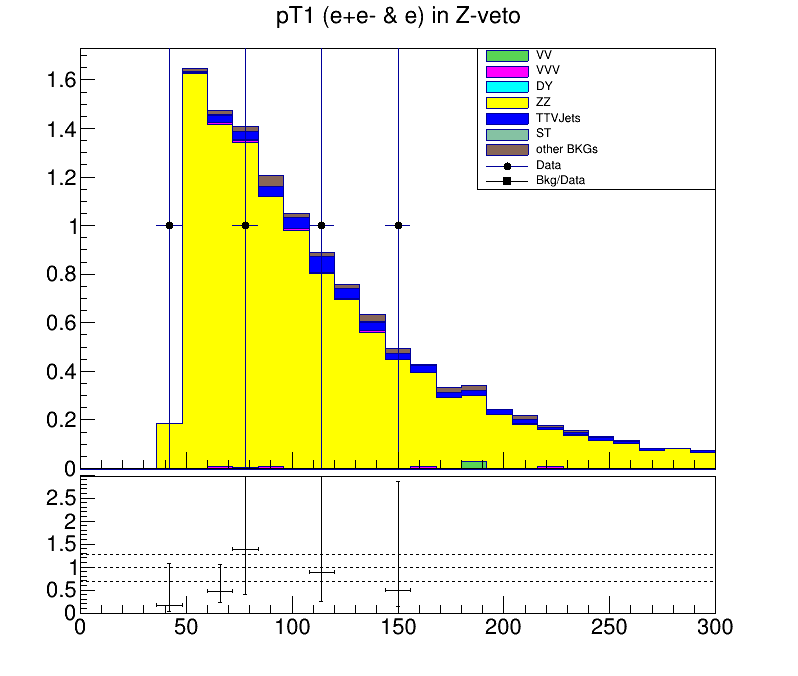 pT1 (e+e- & e) in Z-veto
VV
VVV
DY
ZZ
TTVJets
ST
other BKGs
Data
Bkg/Data
1.6
1.4
1.2
1
0.8
0.6
0.4
0.2
0
2.5
2
1.5
1
0.5
0
0 50 100 150 200 250 300